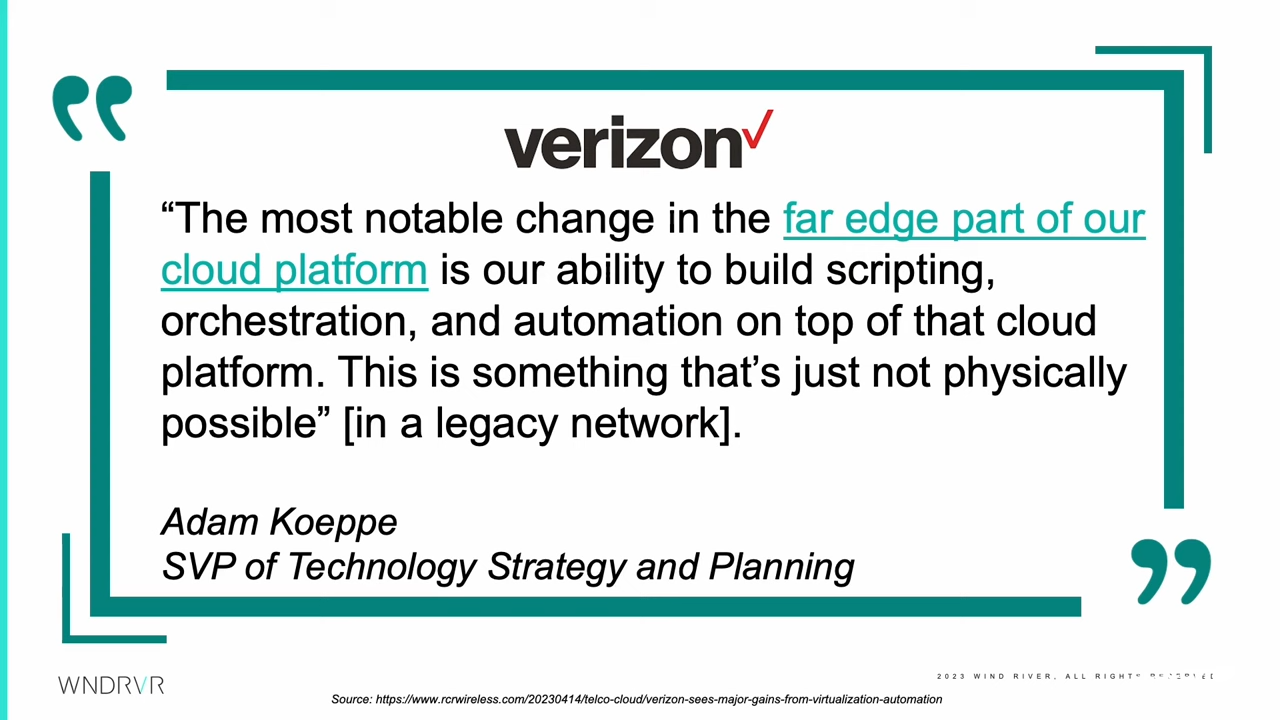 verizon
“The most notable change in the far edge part of our
cloud platform is our ability to build scripting,
orchestration, and automation on top of that cloud
platform. This is something that’s just not physically
possible” [in a legacy network].
Adam Koeppe
SVP of Technology Strategy and Planning
WNDRVR
2023 WIND RIVER, ALL RIGHTS
Source: https://www.rcrwireless.com/20230414/telco-cloud/verizon-sees-major-gains-from-virtualization-automation